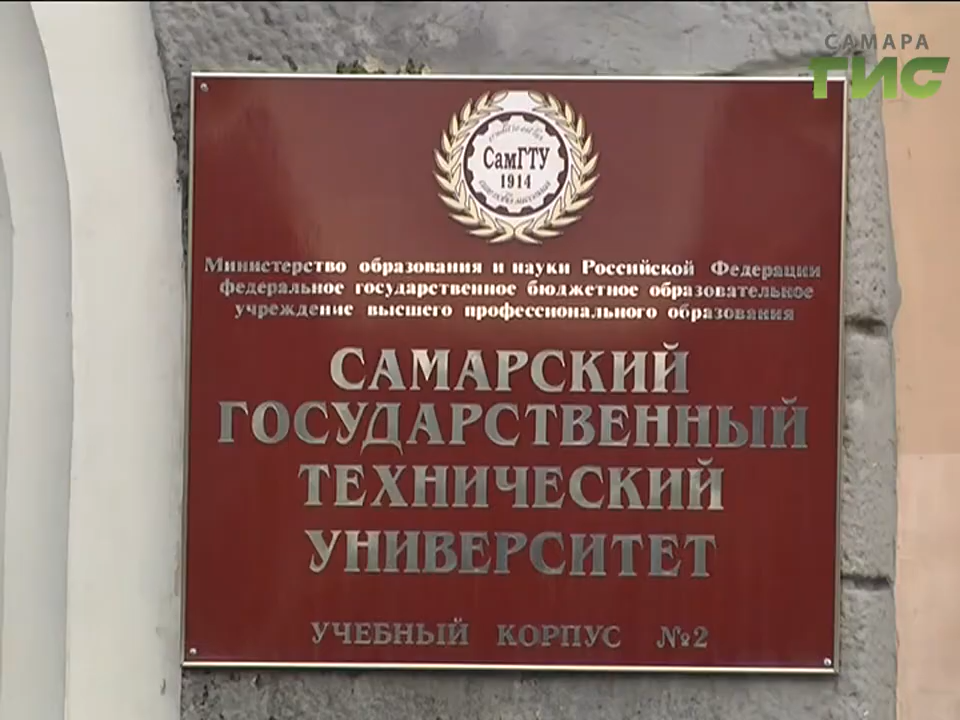 САМАРА
ГИС
СамГТУ
1914
Министерство образования и науки Российской Федерации
федеральное государственное бюджетное образовательное
учреждение высшего профессионального образования
САМАРСКИЙ
ГОСУДАРСТВЕННЫЙ
ТЕХНИЧЕСКИЙ
УНИВЕРСИТЕТ
УЧЕБНЫЙ КОРПУС №2